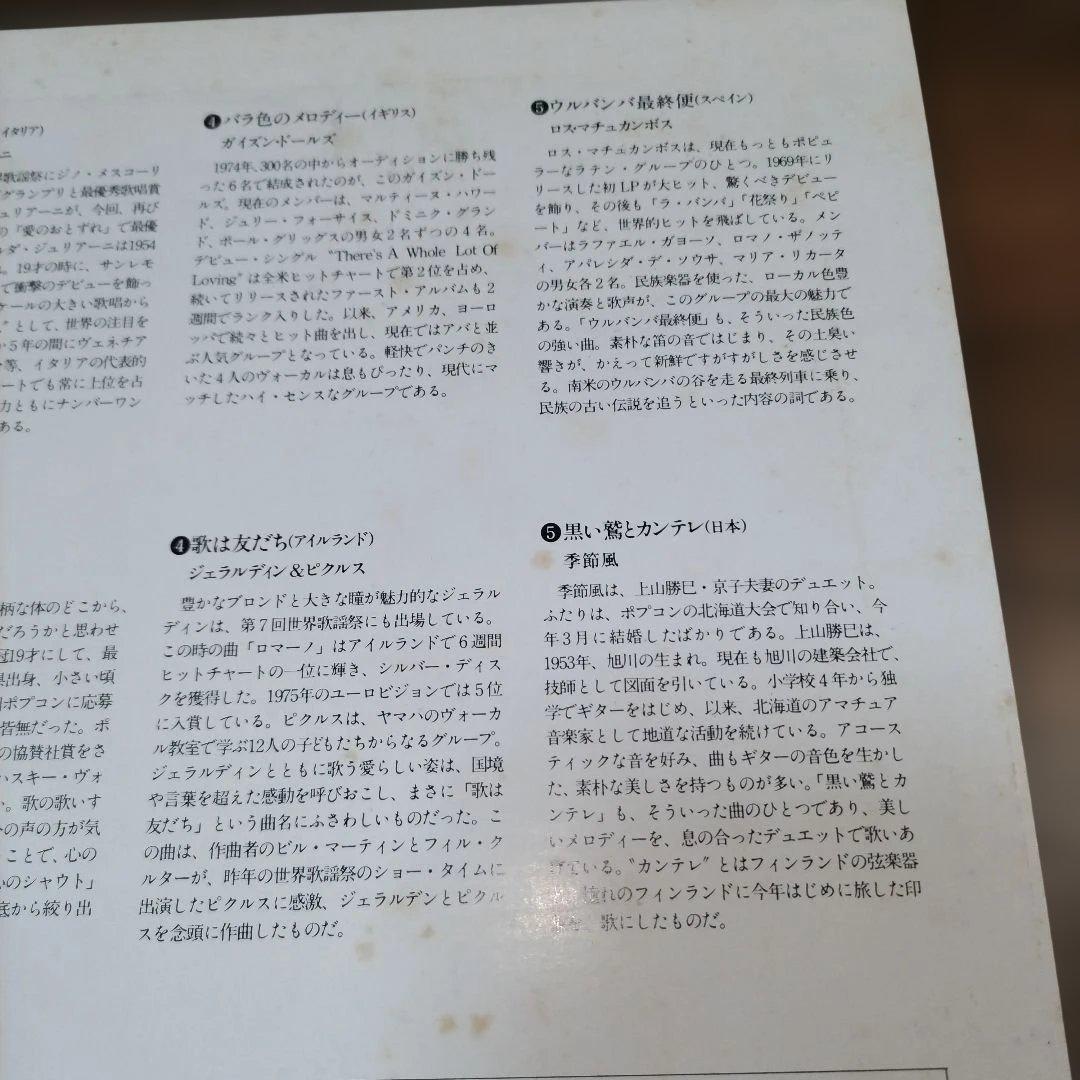 イタリア)
ニ
歌謡祭にジノ・メスコーリ
グランプリと最優秀歌唱賞
ュリアーニが、今回、再び
の「愛のおとずれ」で最優
ルダ・ジュリアーニは1954
19才の時に、サンレモ
で衝撃のデビューを飾っ
ケールの大きい歌唱から
として、世界の注目を
ら5年の間にヴェネチア
等、イタリアの代表的
ートでも常に上位を占
力ともにナンバーワン
ある。
❹バラ色のメロディー(イギリス)
ガイズン・ドールズ
1974年、300名の中からオーディションに勝ち残
った6名で結成されたのが、このガイズン・ド
ールズ。現在のメンバーは、マルティーヌ・ハワー
ド、ジュリー・フォーサイス、ドミニク・グラン
ド、ポール・グリッグスの男女2名ずつの4名。
デビュー・シングル〝There's A Whole Lot Of
Loving〟は全米ヒットチャートで第2位を占め、
続いてリリースされたファースト・アルバムも2
週間でランク入りした。以来、アメリカ、ヨーロ
ッパで続々とヒット曲を出し、現在ではアバと並
ぶ人気グループとなっている。軽快でパンチのき
いた4人のヴォーカルは息もぴったり、現代にマ
ッチしたハイ・センスなグループである。
❺ウルバンバ最終便(スペイン)
ロス・マチュカンボス
ロス・マチュカンボスは、現在もっともポピュ
ラーなラテン・グループのひとつ。1969年にリ
リースした初LPが大ヒット、驚くべきデビュー
を飾り、その後も「ラ・バンバ」「花祭り」「ペピ
ート」など、世界的ヒットを飛ばしている。メン
バーはラファエル・ガヨーソ、ロマノ・ザノッテ
ィ、アパレシダ・デ・ソウサ、マリア・リカータ
の男女各2名。民族楽器を使った、ローカル色豊
かな演奏と歌声が、このグループの最大の魅力で
ある。「ウルバンバ最終便」も、そういった民族色
の強い曲。素朴な笛の音ではじまり、その土臭い
響きが、かえって新鮮ですがすがしさを感じさせ
る。南米のウルバンバの谷を走る最終列車に乗り、
民族の古い伝説を追うといった内容の詞である。
柄な体のどこから、
だろうかと思わせ
冠19才にして、最
県出身、小さい頃
ポプコンに応募
皆無だった。ポ
の協賛社賞をさ
ハスキー・ヴォ
い。歌の歌いす
の声の方が気
ことで、心の
心のシャウト」
底から絞り出
❹歌は友だち(アイルランド)
ジェラルディン&ピクルス
豊かなブロンドと大きな瞳が魅力的なジェラル
ディンは、第7回世界歌謡祭にも出場している。
この時の曲「ロマーノ」はアイルランドで6週間
ヒットチャートの一位に輝き、シルバー・ディス
クを獲得した。1975年のユーロビジョンでは5位
に入賞している。ピクルスは、ヤマハのヴォーカ
ル教室で学ぶ12人の子どもたちからなるグループ。
ジェラルディンとともに歌う愛らしい姿は、国境
や言葉を超えた感動を呼びおこし、まさに「歌は
友だち」という曲名にふさわしいものだった。こ
の曲は、作曲者のビル・マーティンとフィル・ク
ルターが、昨年の世界歌謡祭のショー・タイムに
出演したピクルスに感激、ジェラルデンとピクル
スを念頭に作曲したものだ。
❺黒い鷲とカンテレ(日本)
季節風
季節風は、上山勝巳・京子夫妻のデュエット。
ふたりは、ポプコンの北海道大会で知り合い、今
年3月に結婚したばかりである。上山勝巳は、
1953年、旭川の生まれ。現在も旭川の建築会社で、
技師として図面を引いている。小学校4年から独
学でギターをはじめ、以来、北海道のアマチュア
音楽家として地道な活動を続けている。アコース
ティックな音を好み、曲もギターの音色を生かし
た、素朴な美しさを持つものが多い。「黒い鷲とカ
ンテレ」も、そういった曲のひとつであり、美し
いメロディーを、息の合ったデュエットで歌いあ
げている。〝カンテレ〟とはフィンランドの弦楽器
れのフィンランドに今年はじめに旅した印
歌にしたものだ。